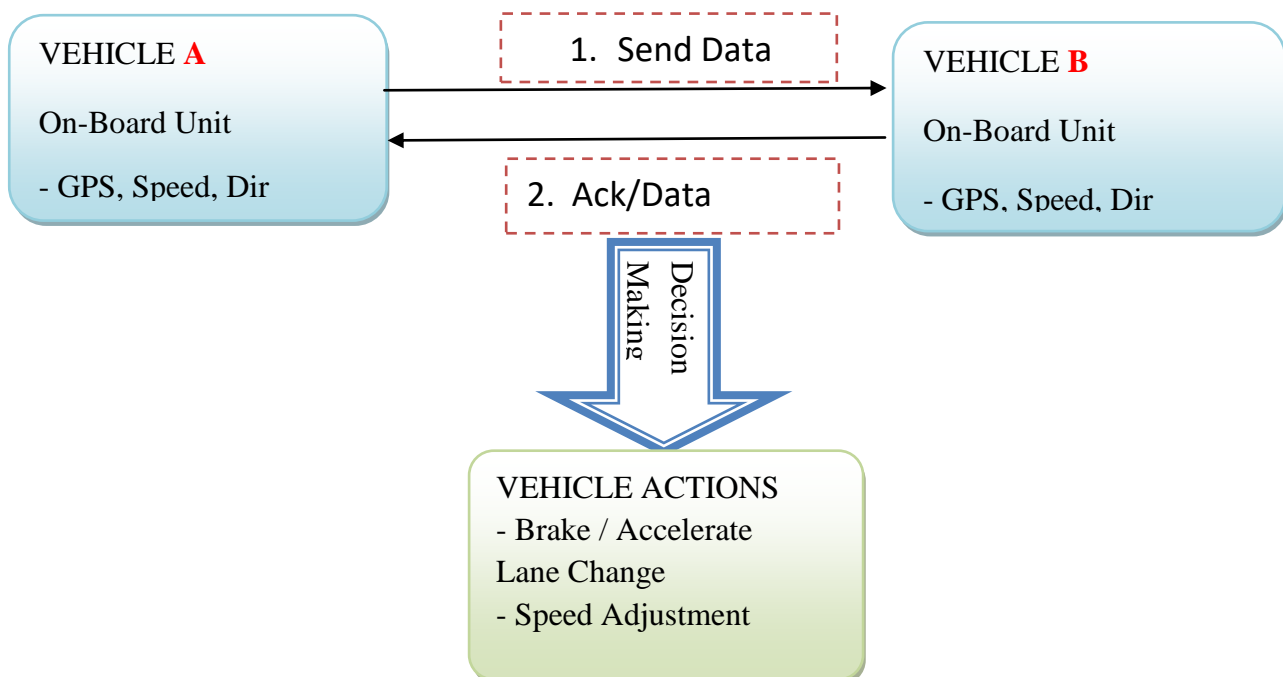 VEHICLE A
On-Board Unit
- GPS, Speed, Dir
1. Send Data
2. Ack/Data
VEHICLE B
On-Board Unit
- GPS, Speed, Dir
Decision
Making
VEHICLE ACTIONS
- Brake / Accelerate
Lane Change
- Speed Adjustment